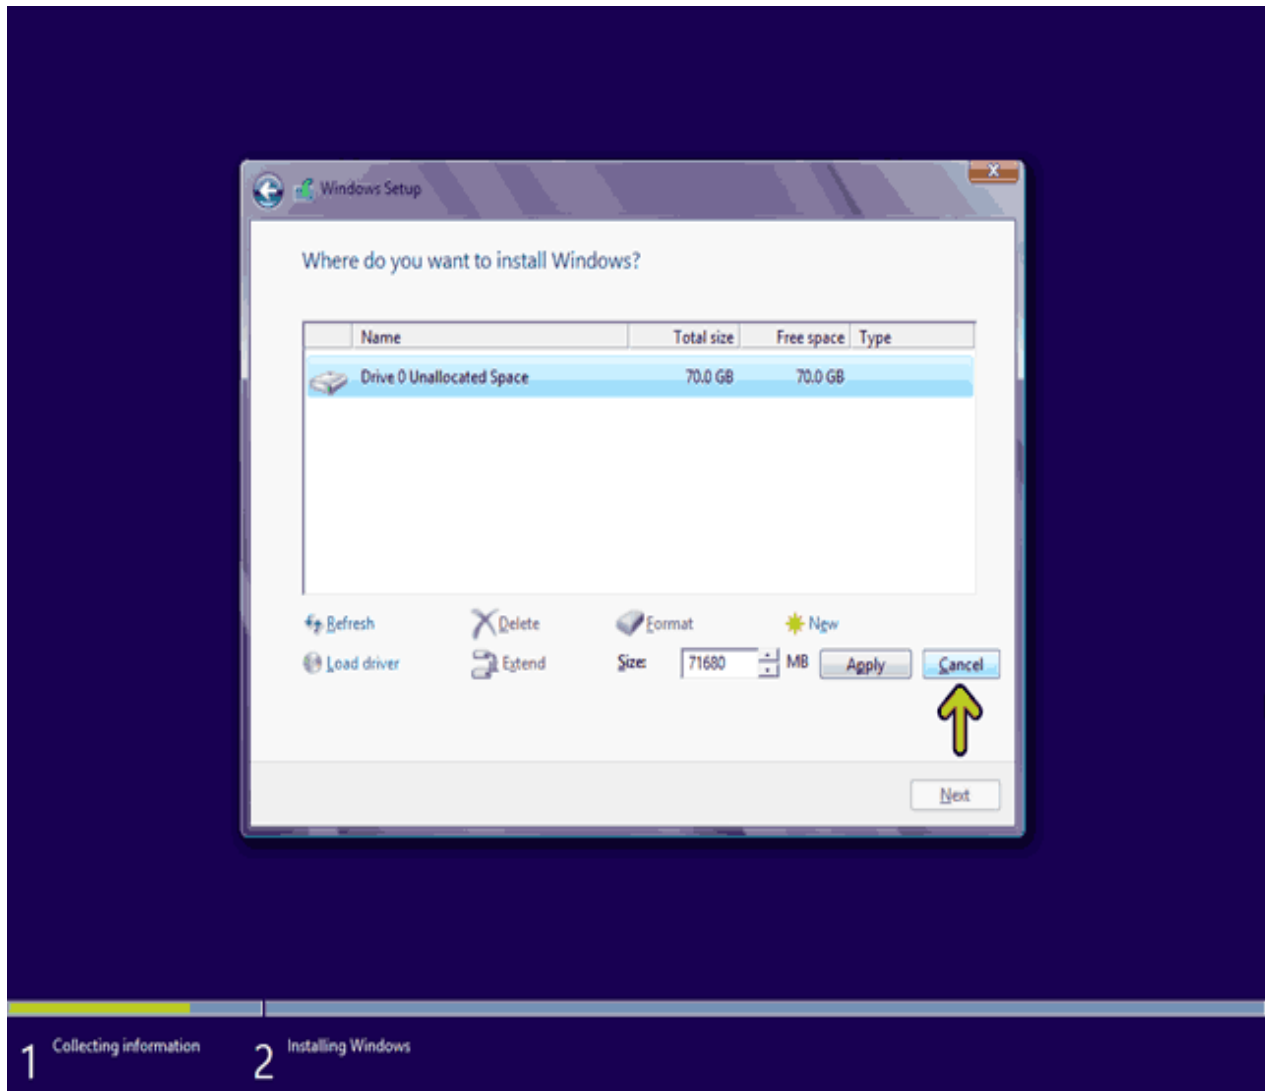 Windows Setup
Where do you want to install Windows?
Name Total size Free space Type
Drive 0 Unallocated Space 70.0 GB 70.0 GB
Refresh Delete Format New
Load driver Extend Size: 71680 MB Apply Cancel
Next
1 Collecting information 2 Installing Windows